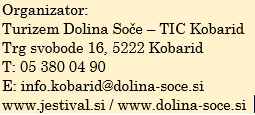 Organizator:
Turizem Dolina Soče – TIC Kobarid
Trg svobode 16, 5222 Kobarid
T: 05 380 04 90
E: info.kobarid@dolina-soce.si
www.jestival.si / www.dolina-soce.si